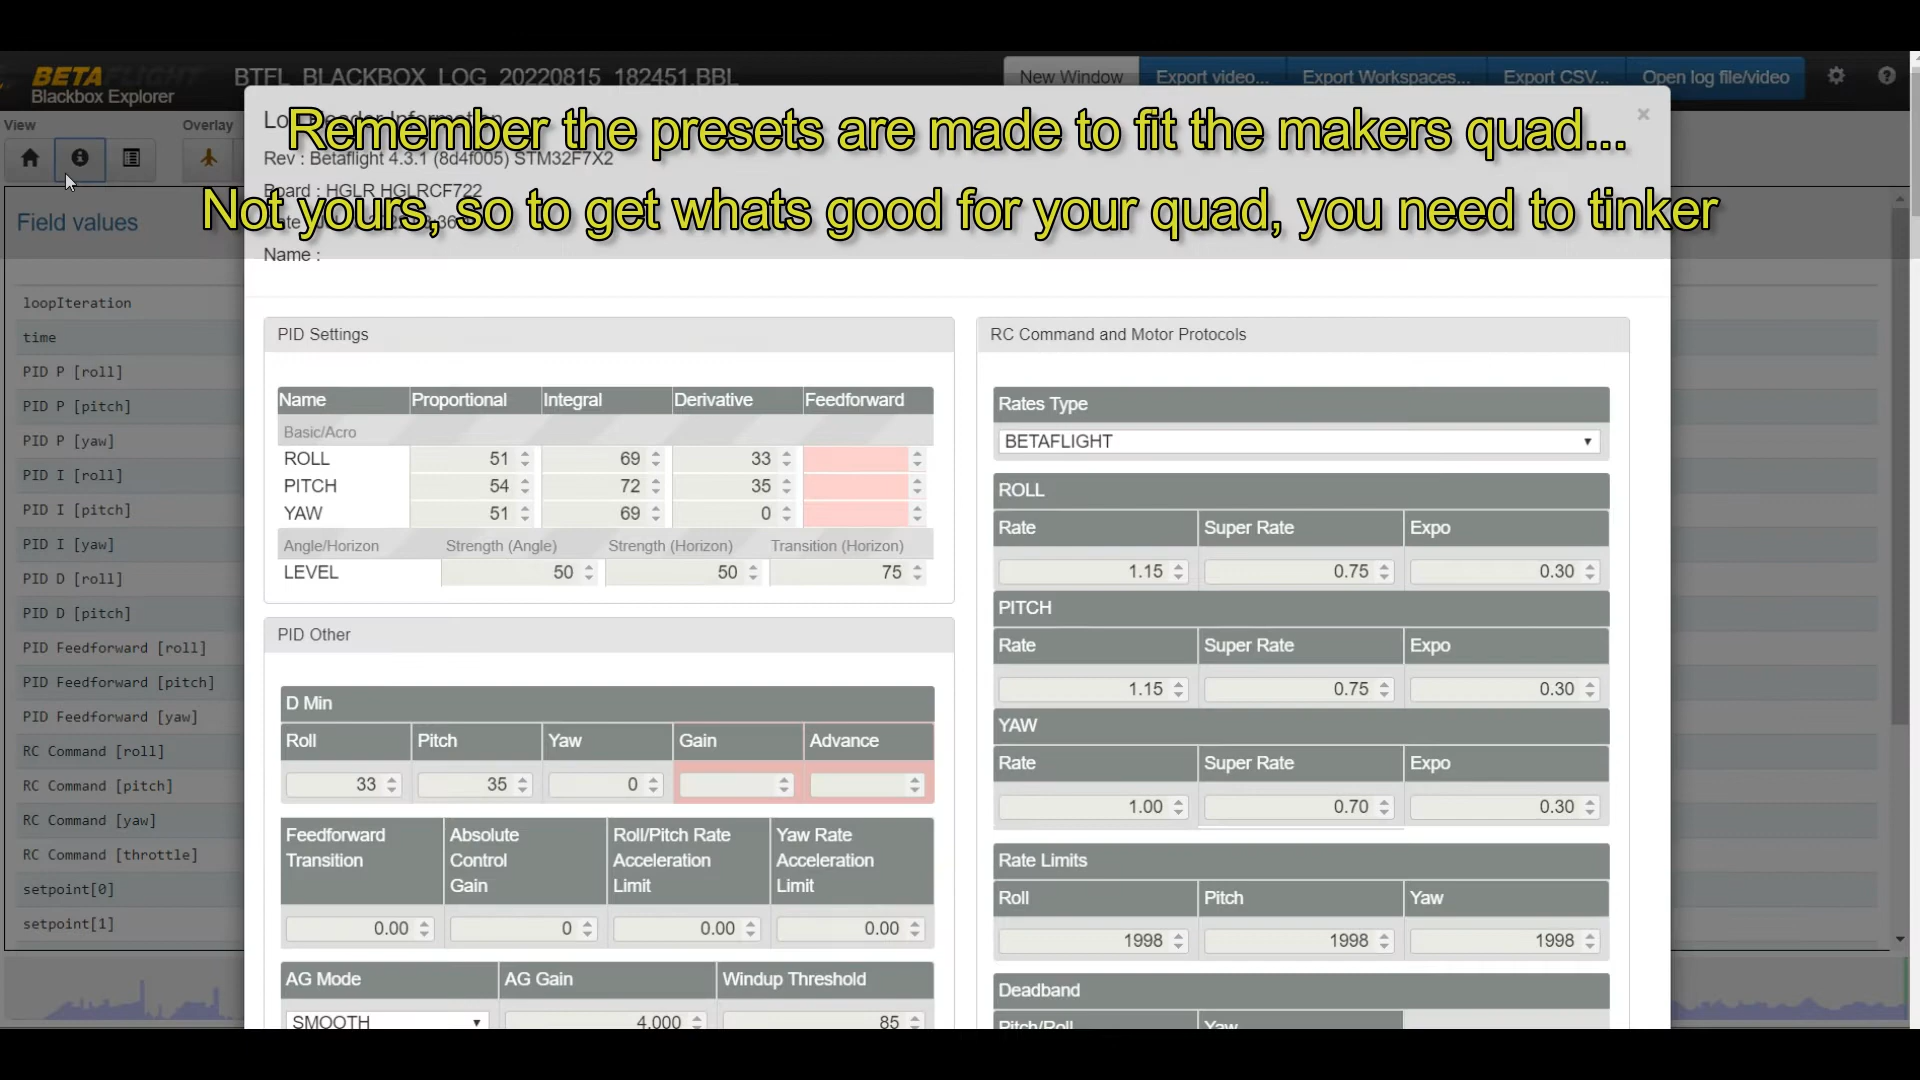 BETAFLIGHT
Blackbox Explorer
BTFL_BLACKBOX_LOG_20220815_182451.BBL
New Window
Export video...
Export Workspaces...
Export CSV...
Open log file/video
View
Overlay
Remember the presets are made to fit the makers quad...
Not yours, so to get whats good for your quad, you need to tinker
Rev : Betaflight 4.3.1 (8d4f005) STM32F7X2
Board : HGLR HGLRCF722
Name :
Field values
loopIteration
time
PID P [roll]
PID P [pitch]
PID P [yaw]
PID I [roll]
PID I [pitch]
PID I [yaw]
PID D [roll]
PID D [pitch]
PID Feedforward [roll]
PID Feedforward [pitch]
PID Feedforward [yaw]
RC Command [roll]
RC Command [pitch]
RC Command [yaw]
RC Command [throttle]
setpoint[0]
setpoint[1]
PID Settings
Name Proportional Integral Derivative Feedforward
Basic/Acro
ROLL 51 69 33
PITCH 54 72 35
YAW 51 69 0
Angle/Horizon Strength (Angle) Strength (Horizon) Transition (Horizon)
LEVEL 50 50 75
PID Other
D Min
Roll Pitch Yaw Gain Advance
33 35 0
Feedforward Transition Absolute Control Gain Roll/Pitch Rate Acceleration Limit Yaw Rate Acceleration Limit
0.00 0 0.00 0.00
AG Mode AG Gain Windup Threshold
SMOOTH 4.000 85
RC Command and Motor Protocols
Rates Type
BETAFLIGHT
ROLL
Rate Super Rate Expo
1.15 0.75 0.30
PITCH
Rate Super Rate Expo
1.15 0.75 0.30
YAW
Rate Super Rate Expo
1.00 0.70 0.30
Rate Limits
Roll Pitch Yaw
1998 1998 1998
Deadband
Pitch/Roll Yaw